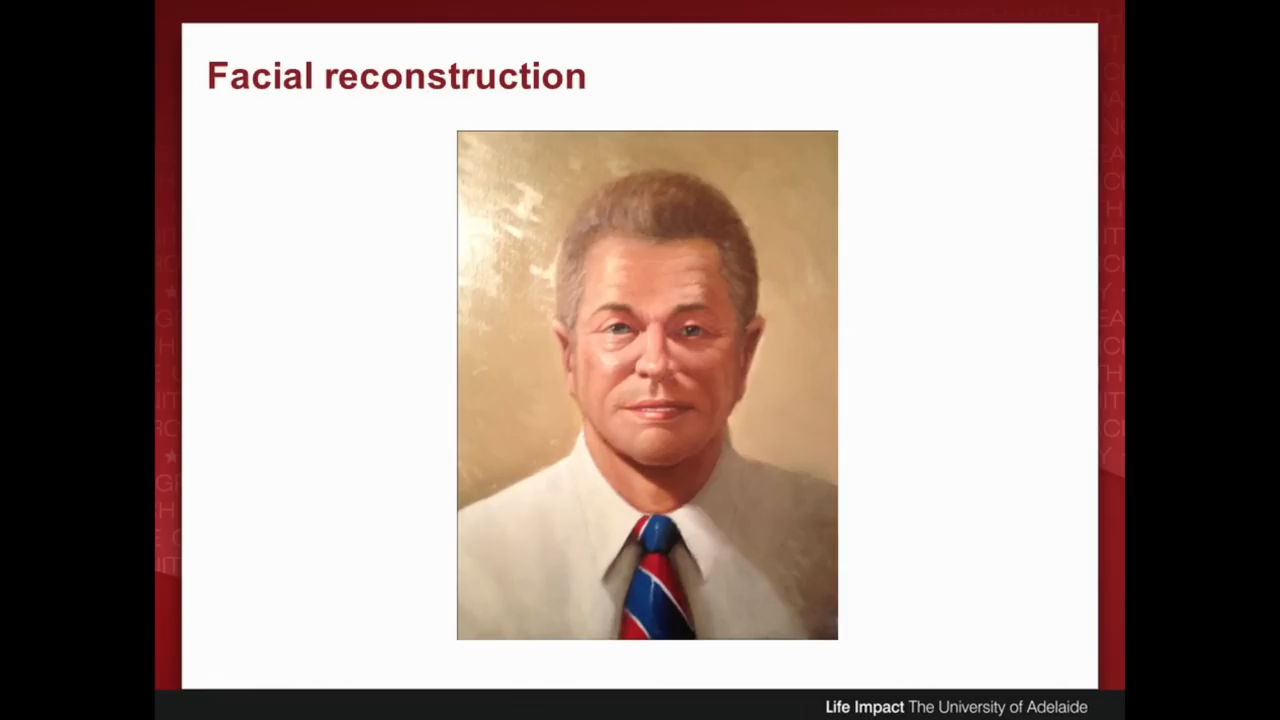 Facial reconstruction
Life Impact The University of Adelaide